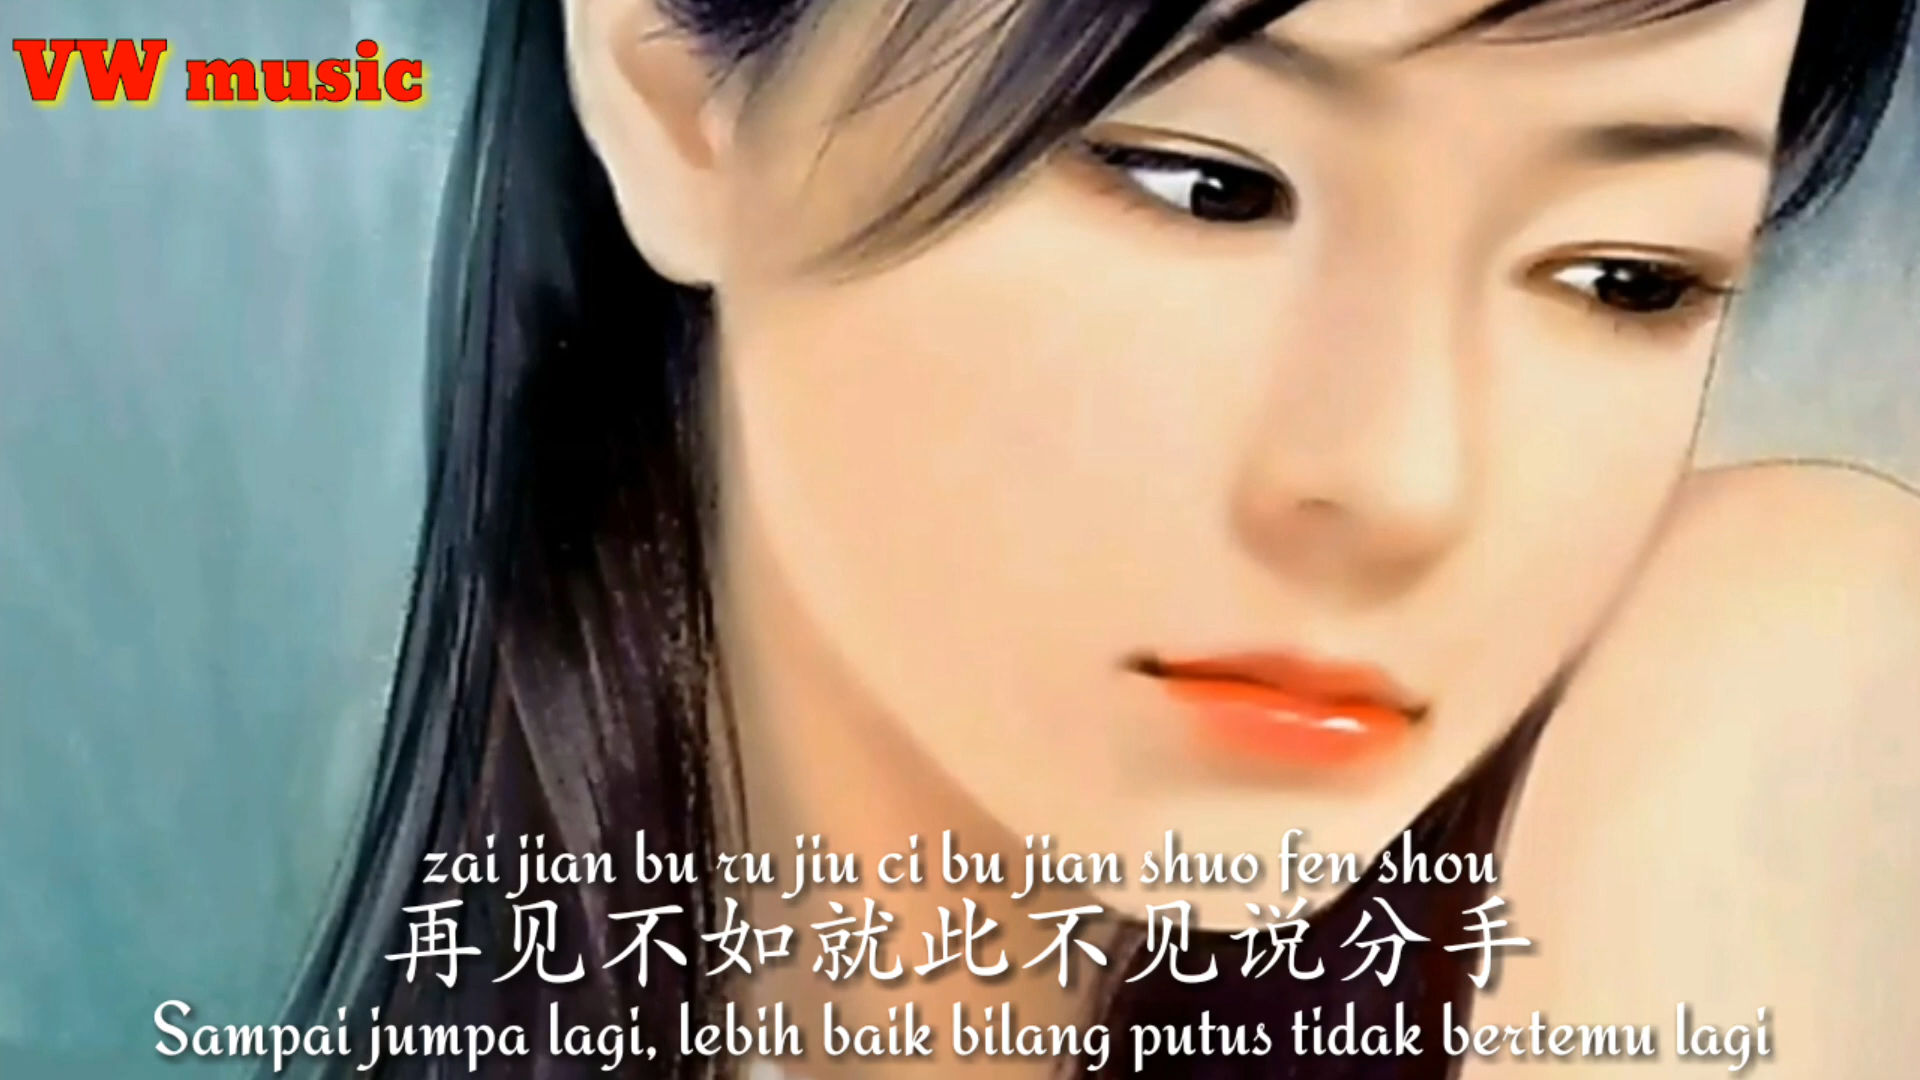 VW music
zai jian bu ru jiu ci bu jian shuo fen shou
再见不如就此不见说分手
Sampai jumpa lagi, lebih baik bilang putus tidak bertemu lagi